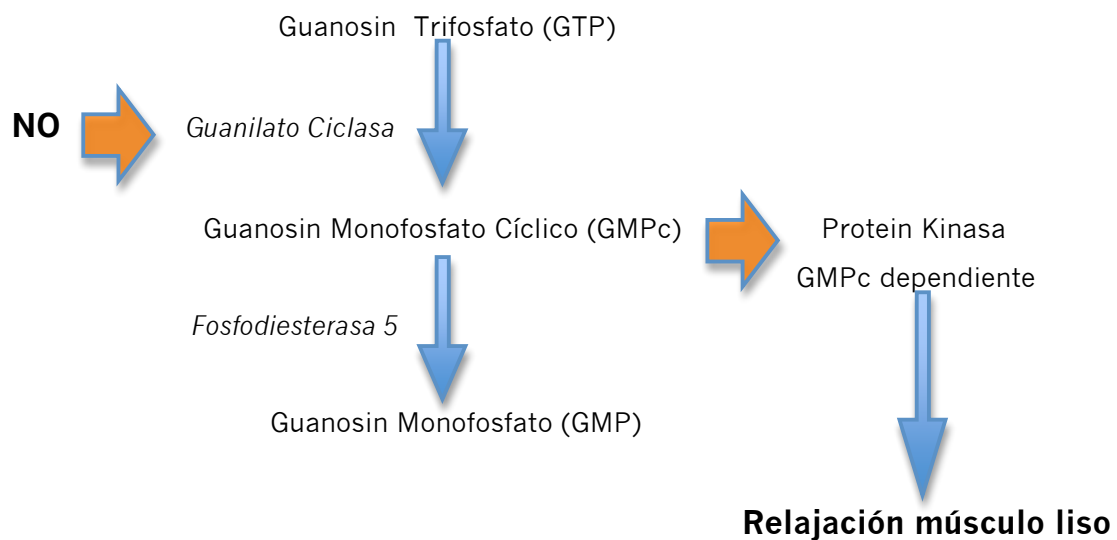 Guanosin Trifosfato (GTP)
NO
Guanilato Ciclasa
Guanosin Monofosfato Cíclico (GMPc)
Protein Kinasa
GMPc dependiente
Fosfodiesterasa 5
Guanosin Monofosfato (GMP)
Relajación músculo liso